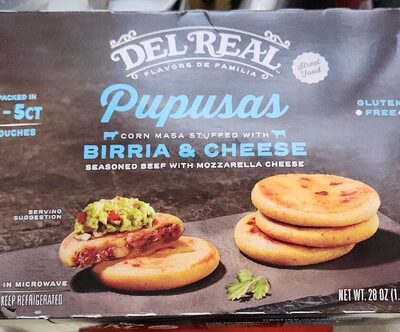 DEL REAL
FLAVORS DE FAMILIA
Street
Food
PACKED IN
- 5CT
POUCHES
Pupusas
GLUTEN
FREE
CORN MASA STUFFED WITH
BIRRIA & CHEESE
SEASONED BEEF WITH MOZZARELLA CHEESE
SERVING
SUGGESTION
IN MICROWAVE
KEEP REFRIGERATED
NET WT. 28 OZ (1.